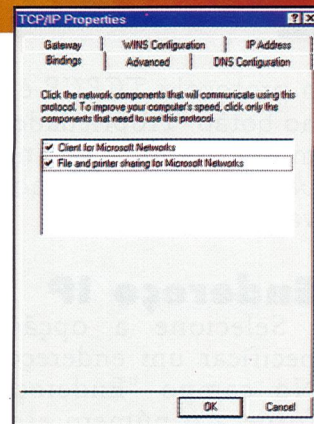 TCP/IP Properties
Gateway WINS Configuration IP Address
Bindings Advanced DNS Configuration
Click the network components that will communicate using this
protocol. To improve your computer's speed, click only the
components that need to use this protocol.
Client for Microsoft Networks
File and printer sharing for Microsoft Networks
OK Cancel
Endereço IP
Selecione a opção